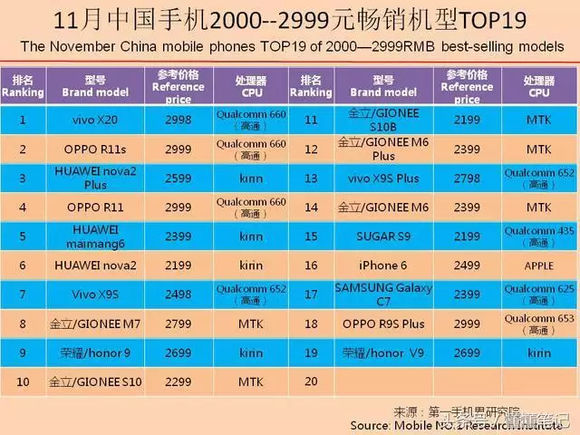 11月中国手机2000--2999元畅销机型TOP19
The November China mobile phones TOP19 of 2000—2999RMB best-selling models
排名 Ranking 型号 Brand model 参考价格 Reference price 处理器 CPU 排名 Ranking 型号 Brand model 参考价格 Reference price 处理器 CPU
1 vivo X20 2998 Qualcomm 660（高通） 11 金立/GIONEE S10B 2199 MTK
2 OPPO R11s 2999 Qualcomm 660（高通） 12 金立/GIONEE M6 Plus 2399 MTK
3 HUAWEI nova2 Plus 2599 kirin 13 vivo X9S Plus 2798 Qualcomm 652（高通）
4 OPPO R11 2999 Qualcomm 660（高通） 14 金立/GIONEE M6 2399 MTK
5 HUAWEI maimang6 2399 kirin 15 SUGAR S9 2199 Qualcomm 435（高通）
6 HUAWEI nova2 2199 kirin 16 iPhone 6 2499 APPLE
7 Vivo X9S 2498 Qualcomm 652（高通） 17 SAMSUNG Galaxy C7 2399 Qualcomm 625（高通）
8 金立/GIONEE M7 2799 MTK 18 OPPO R9S Plus 2999 Qualcomm 653（高通）
9 荣耀/honor 9 2699 kirin 19 荣耀/honor V9 2699 kirin
10 金立/GIONEE S10 2299 MTK 20
来源：第一手机界研究院
Source: Mobile NO.1 Research Institute
头条号
笔记